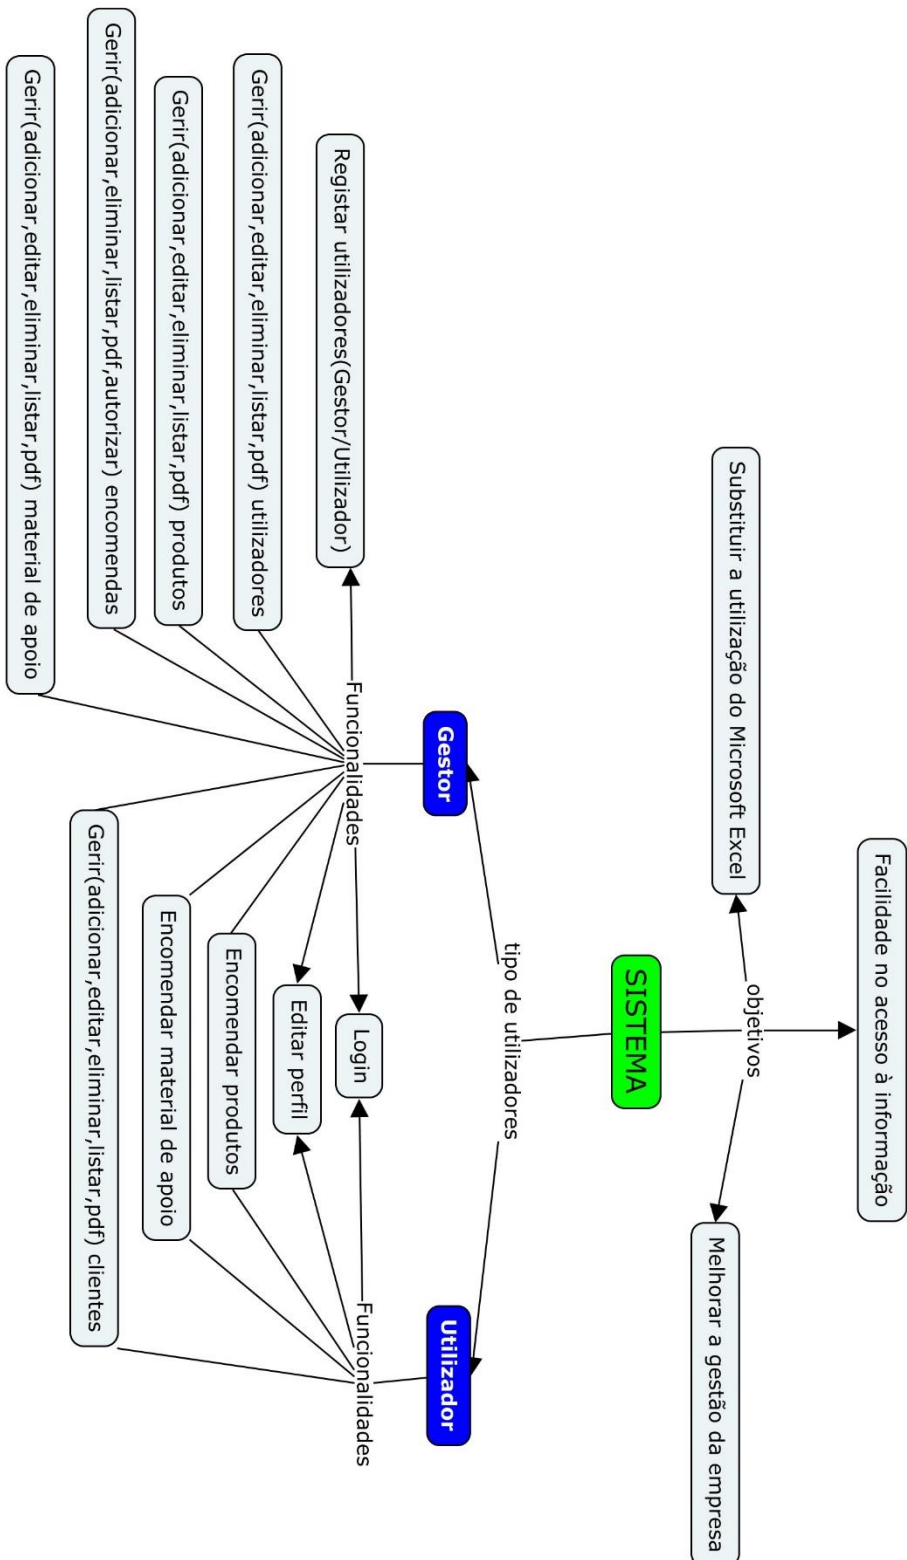 Facilidade no acesso à informação
Substituir a utilização do Microsoft Excel
objetivos
Melhorar a gestão da empresa
SISTEMA
tipo de utilizadores
Gestor
Utilizador
Funcionalidades
Funcionalidades
Registar utilizadores(Gestor/Utilizador)
Login
Gerir(adicionar,editar,eliminar,listar,pdf) utilizadores
Editar perfil
Gerir(adicionar,editar,eliminar,listar,pdf) produtos
Encomendar produtos
Gerir(adicionar,eliminar,listar,pdf,autorizar) encomendas
Encomendar material de apoio
Gerir(adicionar,editar,eliminar,listar,pdf) material de apoio
Gerir(adicionar,editar,eliminar,listar,pdf) clientes